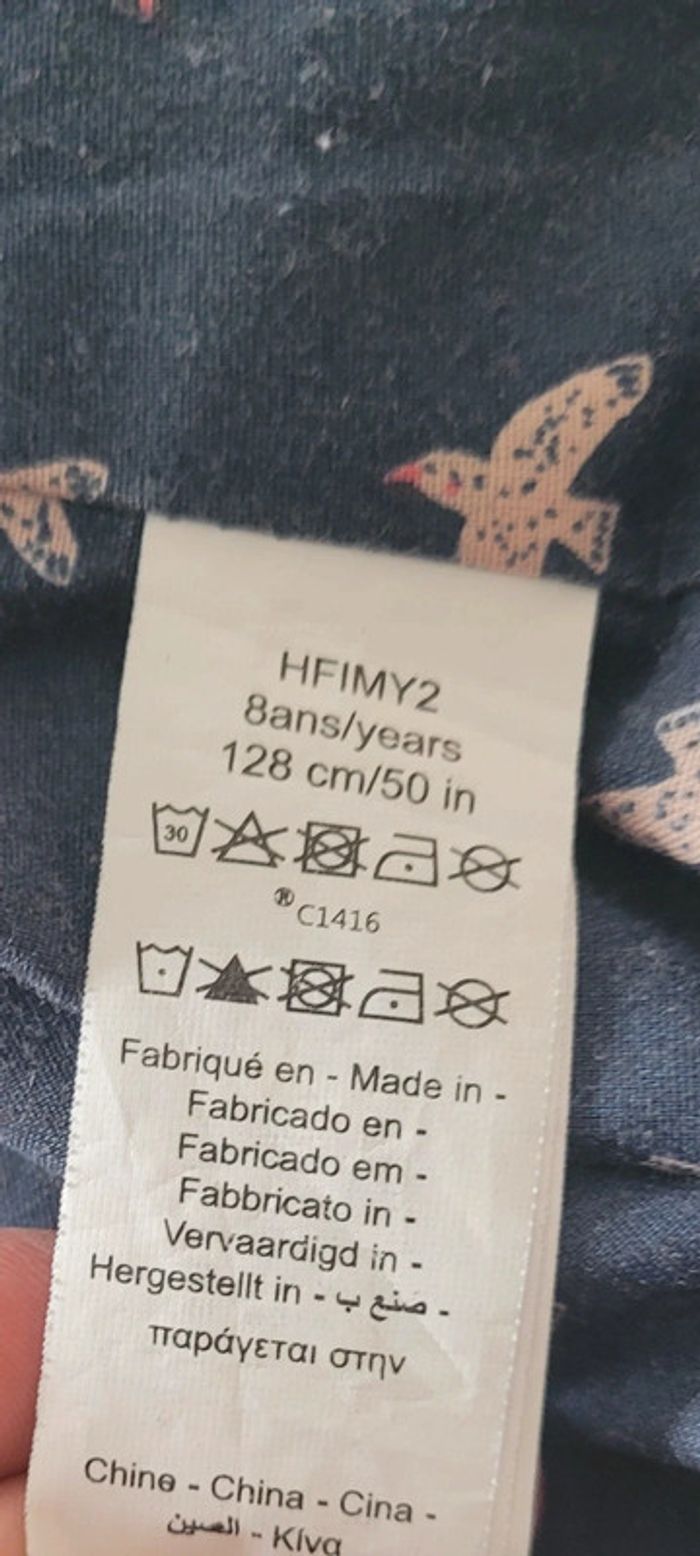 HFIMY2
8ans/years
128 cm/50 in
30
® C1416
Fabriqué en - Made in -
Fabricado en -
Fabricado em -
Fabbricato in -
Vervaardigd in -
Hergestellt in - صنع ب -
παράγεται στην
Chine - China - Cina -
الصين - Κίνα